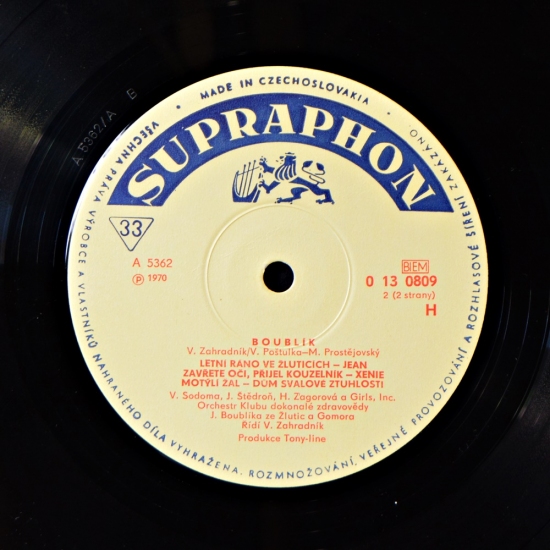 MADE IN CZECHOSLOVAKIA
SUPRAPHON
33
A 5362
℗ 1970
BIEM
0 13 0809
2 (2 strany)
H
BOUBLÍK
V. Zahradník/V. Poštulka—M. Prostějovský
LETNÍ RÁNO VE ŽLUTICÍCH – JEAN
ZAVŘETE OČI, PŘIJEL KOUZELNÍK – XENIE
MOTÝLÍ ŽAL – DŮM SVALOVÉ ZTUHLOSTI
V. Sodoma, J. Štědroň, H. Zagorová a Girls, Inc.
Orchestr Klubu dokonalé zdravovědy
J. Boublíka ze Žlutic a Gomora
Řídí V. Zahradník
Produkce Tony-line
VŠECHNA PRÁVA VÝROBCE A VLASTNÍKŮ NAHRANÉHO DÍLA VYHRAŽENA. ROZMNOŽOVÁNÍ, VEŘEJNÉ PROVOZOVÁNÍ A ROZHLASOVÉ ŠÍŘENÍ ZAKÁZÁNO
A 5362/A B